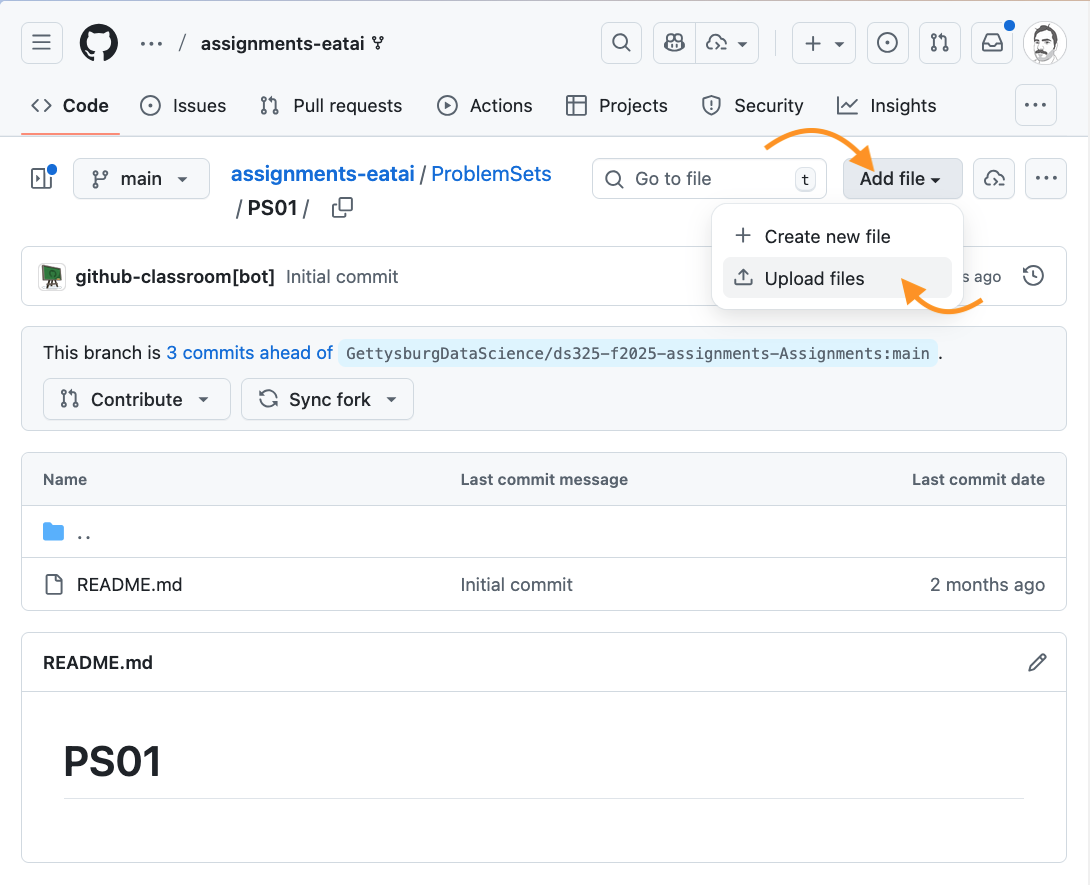 ... / assignments-eatai
Code Issues Pull requests Actions Projects Security Insights ...
main assignments-eatai / ProblemSets Go to file t Add file ...
/ PS01 /
+ Create new file
Upload files
github-classroom[bot] Initial commit s ago
This branch is 3 commits ahead of GettysburgDataScience/ds325-f2025-assignments-Assignments:main .
Contribute Sync fork
Name Last commit message Last commit date
..
README.md Initial commit 2 months ago
README.md
PS01